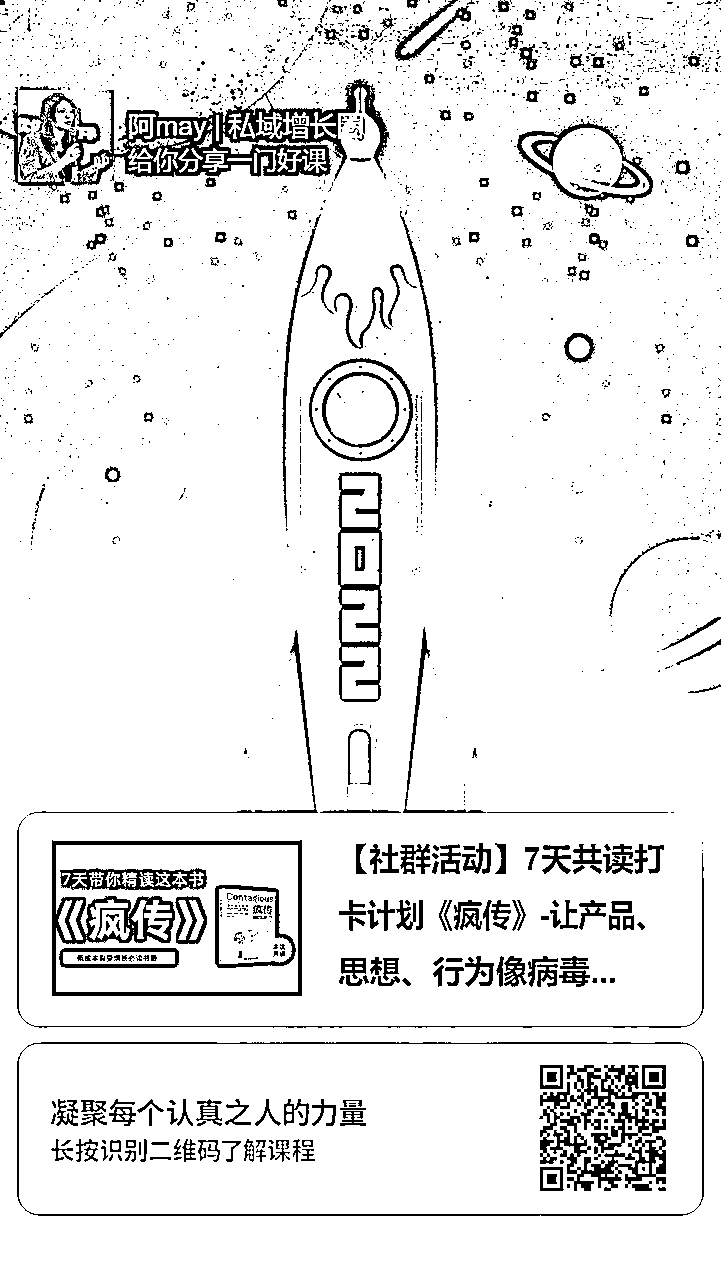 阿may | 私域增长圈
给你分享一门好课
2022
【社群活动】7天共读打
卡计划《疯传》-让产品、
思想、行为像病毒...
7天带你精读这本书
《疯传》
Contagious
疯传
凝聚每个认真之人的力量
长按识别二维码了解课程